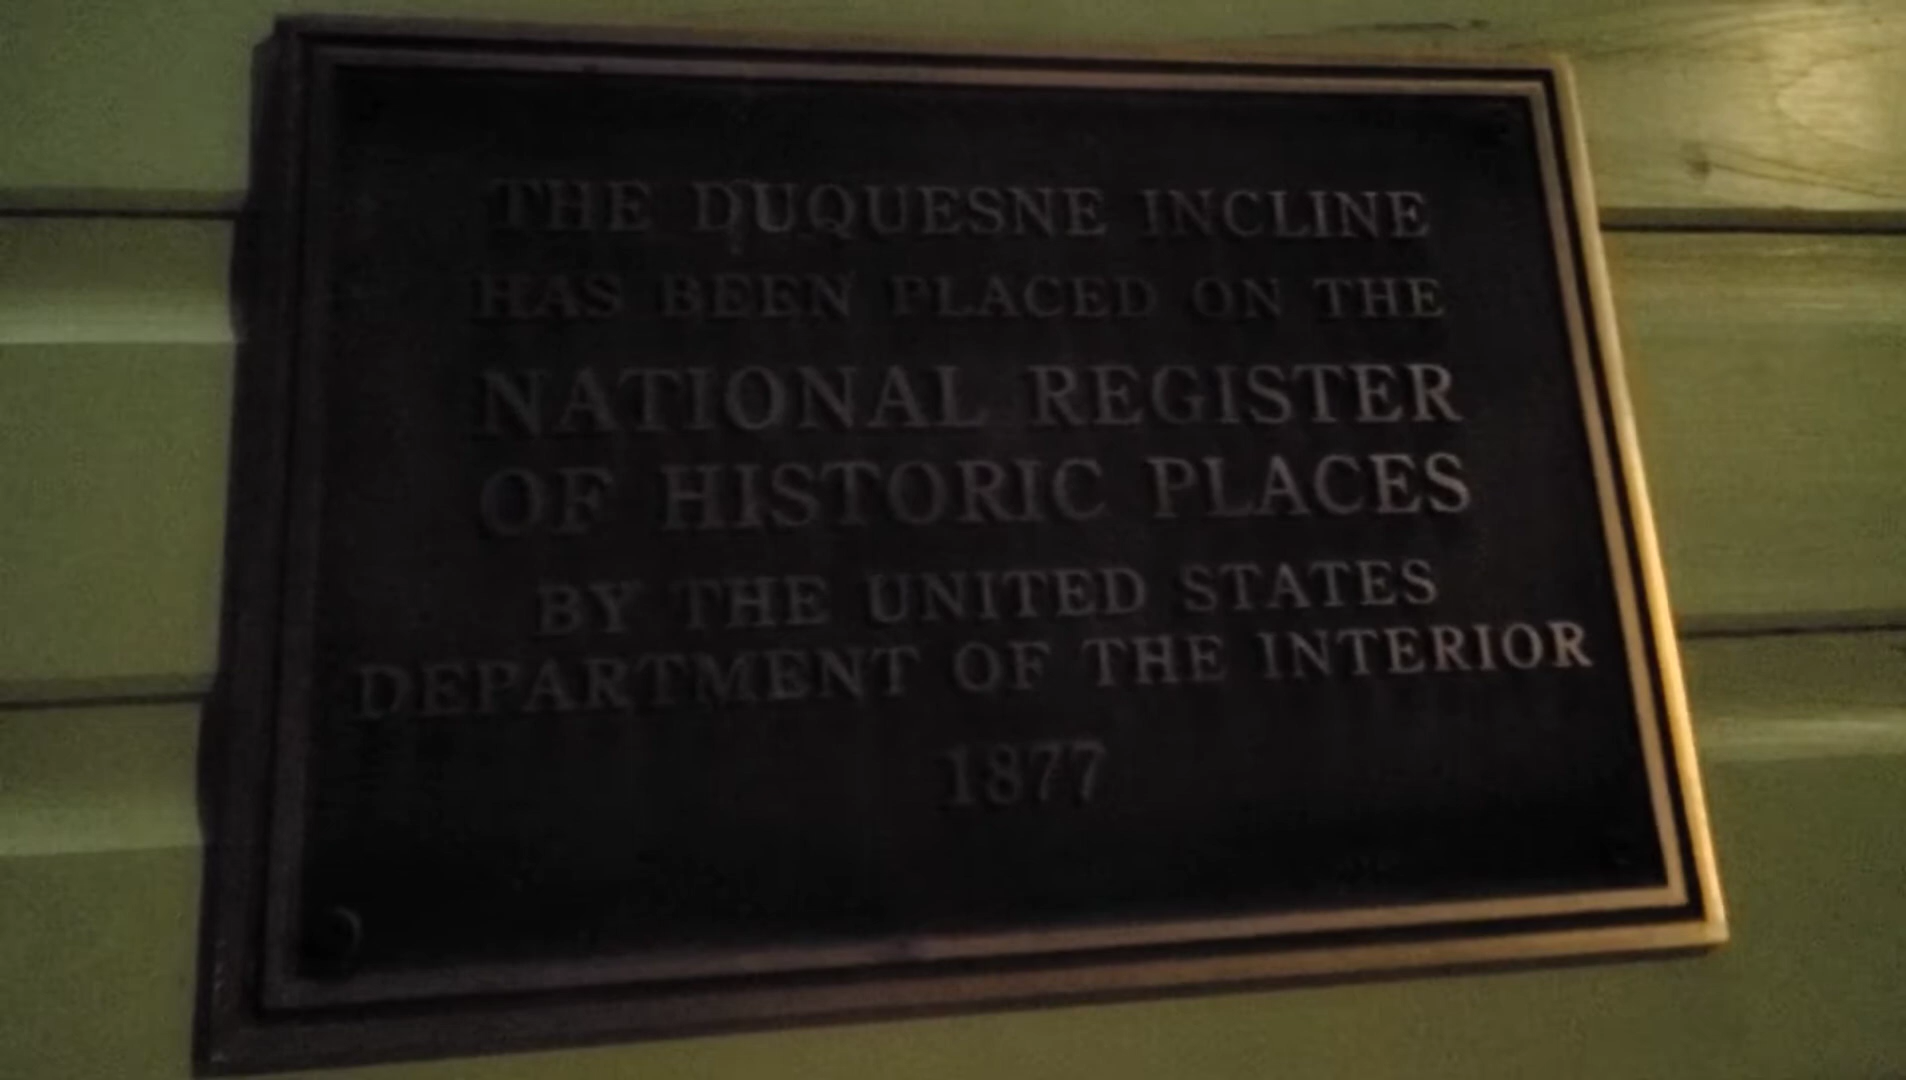 THE DUQUESNE INCLINE
HAS BEEN PLACED ON THE
NATIONAL REGISTER
OF HISTORIC PLACES
BY THE UNITED STATES
DEPARTMENT OF THE INTERIOR
1877